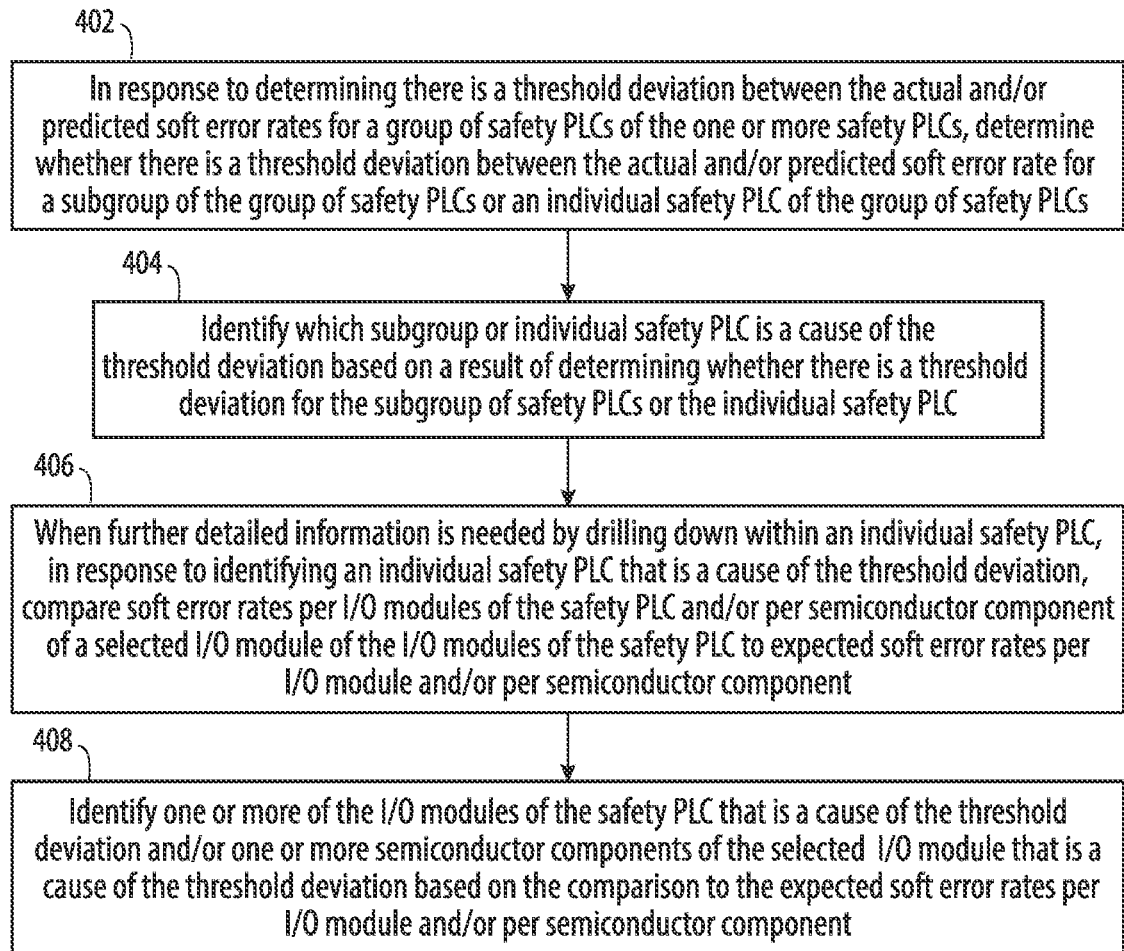 402
In response to determining there is a threshold deviation between the actual and/or
predicted soft error rates for a group of safety PLCs of the one or more safety PLCs, determine
whether there is a threshold deviation between the actual and/or predicted soft error rate for
a subgroup of the group of safety PLCs or an individual safety PLC of the group of safety PLCs
404
Identify which subgroup or individual safety PLC is a cause of the
threshold deviation based on a result of determining whether there is a threshold
deviation for the subgroup of safety PLCs or the individual safety PLC
406
When further detailed information is needed by drilling down within an individual safety PLC,
in response to identifying an individual safety PLC that is a cause of the threshold deviation,
compare soft error rates per I/O modules of the safety PLC and/or per semiconductor component
of a selected I/O module of the I/O modules of the safety PLC to expected soft error rates per
I/O module and/or per semiconductor component
408
Identify one or more of the I/O modules of the safety PLC that is a cause of the threshold
deviation and/or one or more semiconductor components of the selected I/O module that is a
cause of the threshold deviation based on the comparison to the expected soft error rates per
I/O module and/or per semiconductor component